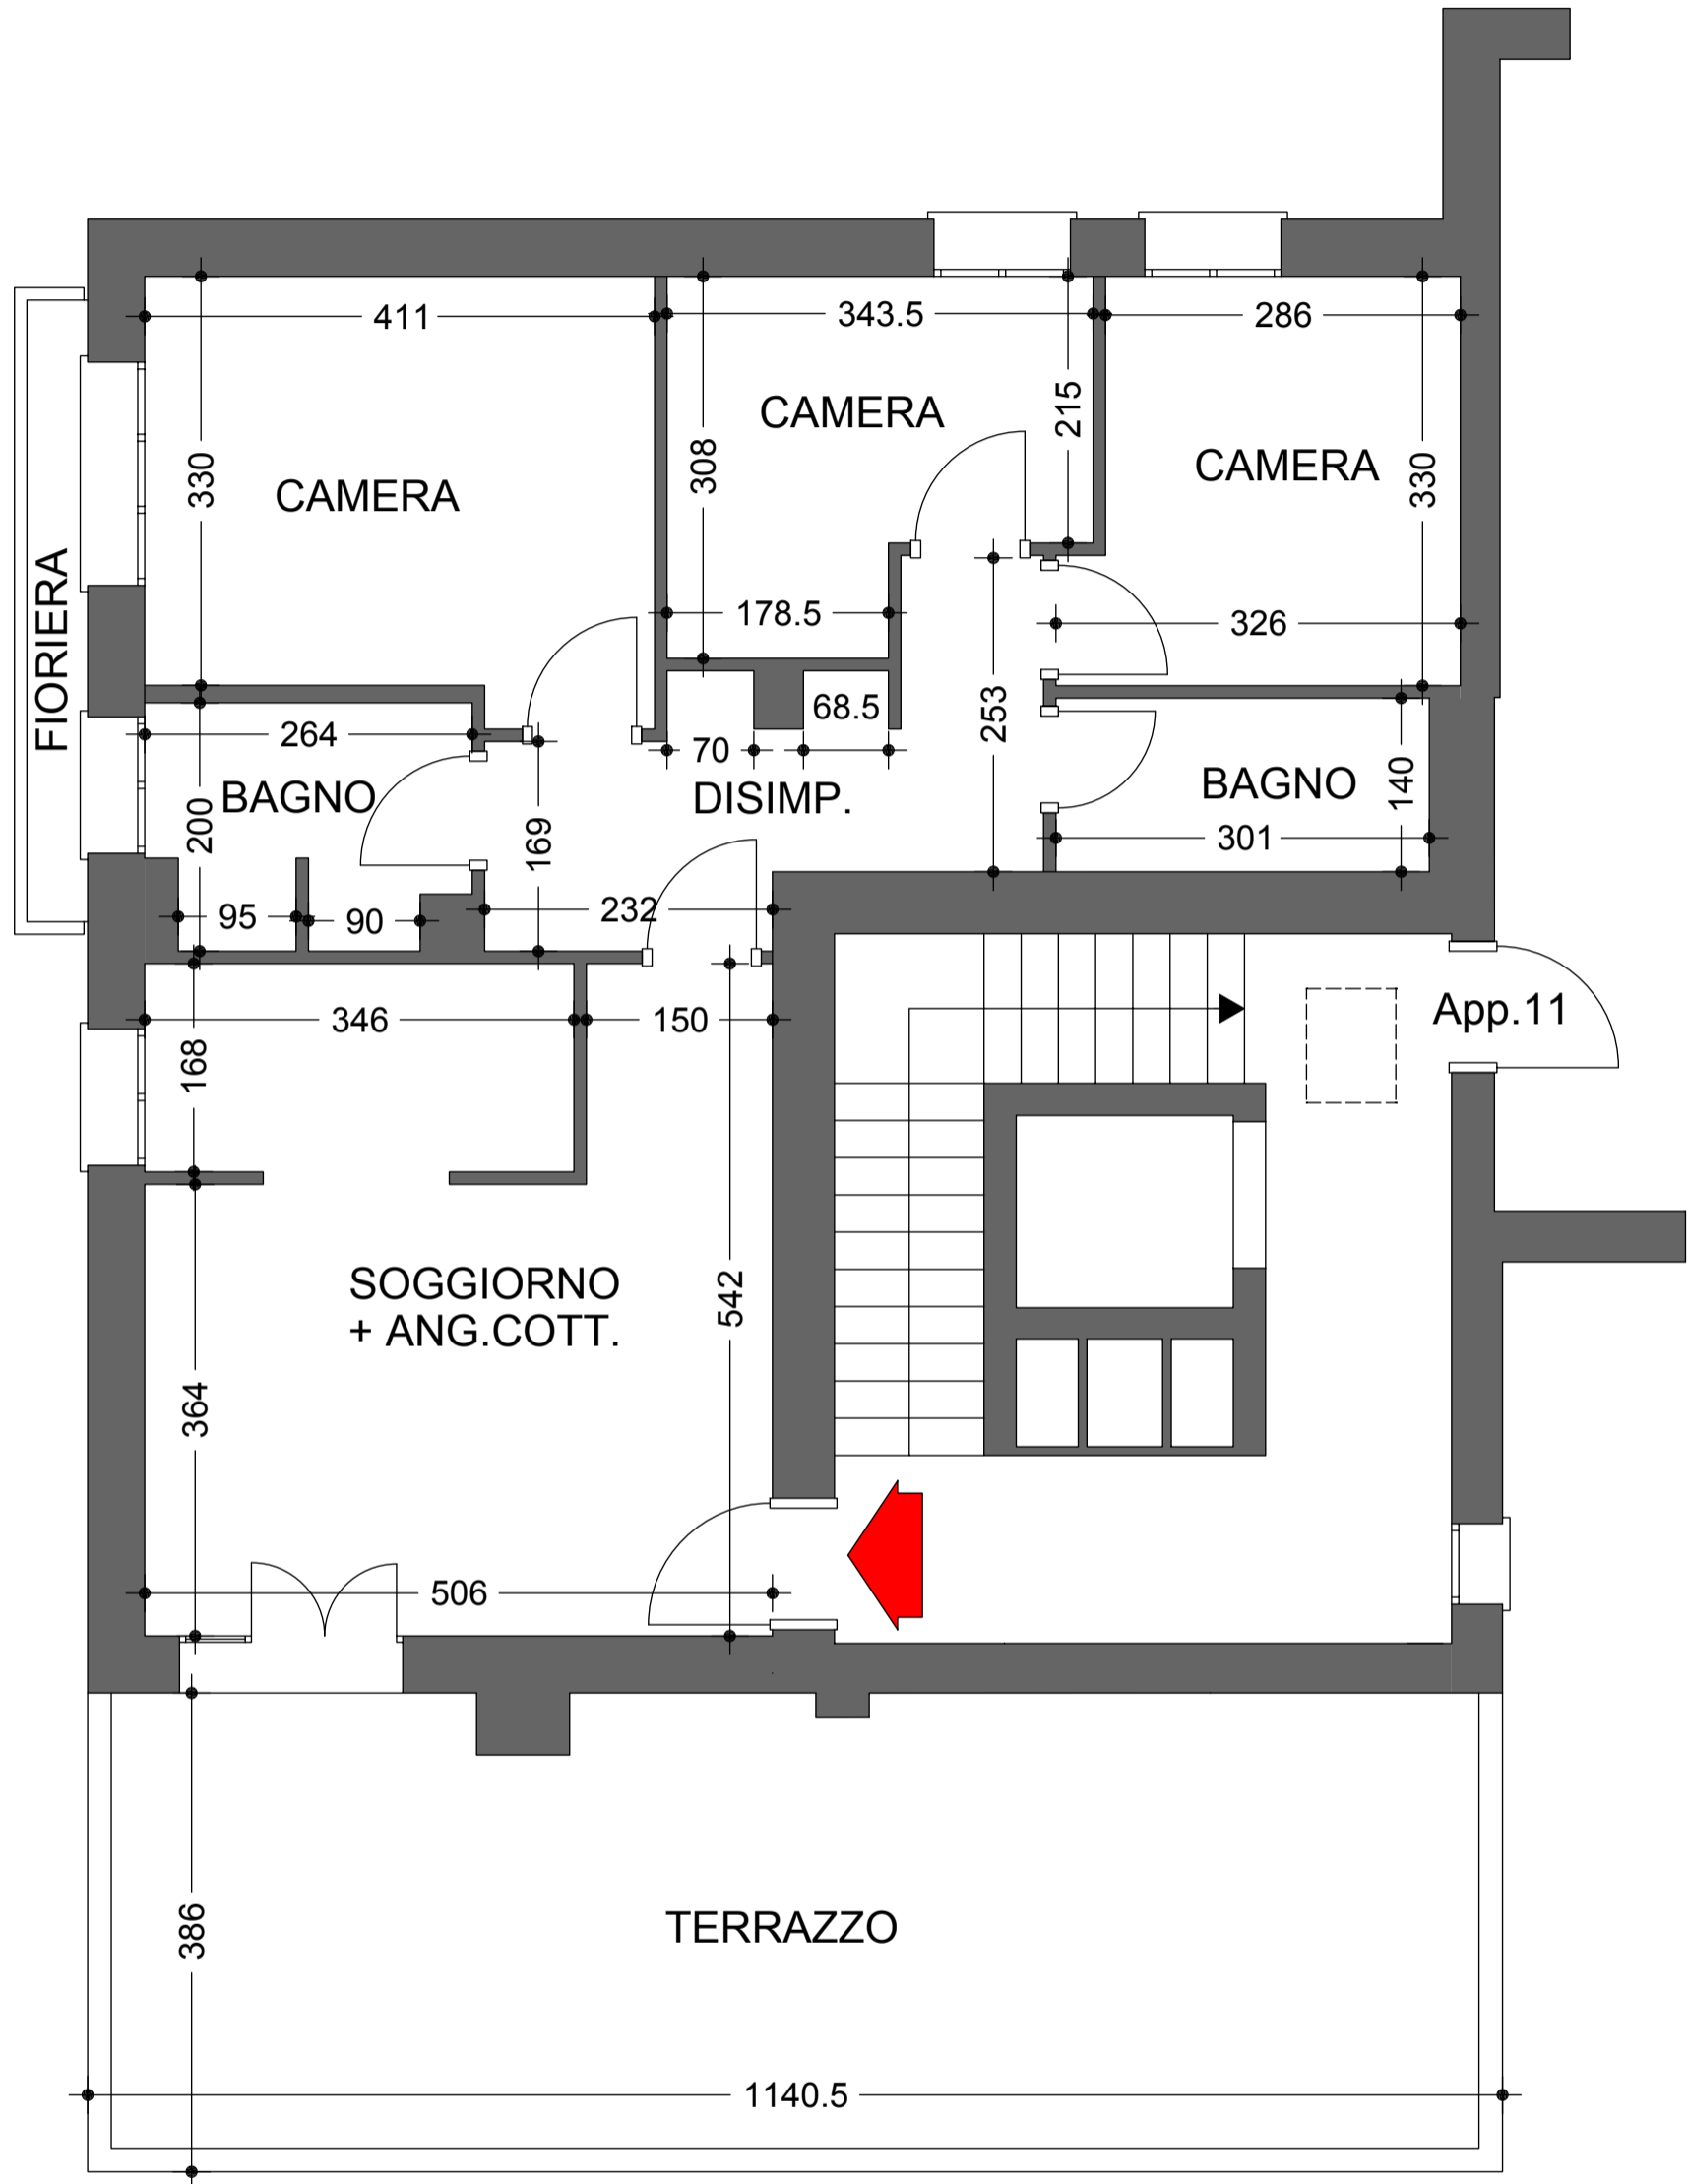 411
343.5
286
CAMERA
215
308
CAMERA
330
330
CAMERA
FIORIERA
178.5
326
68.5
253
264
70
BAGNO
DISIMP.
BAGNO
140
200
169
301
95
90
232
346
150
App.11
168
SOGGIORNO
+ ANG.COTT.
542
364
506
TERRAZZO
386
1140.5